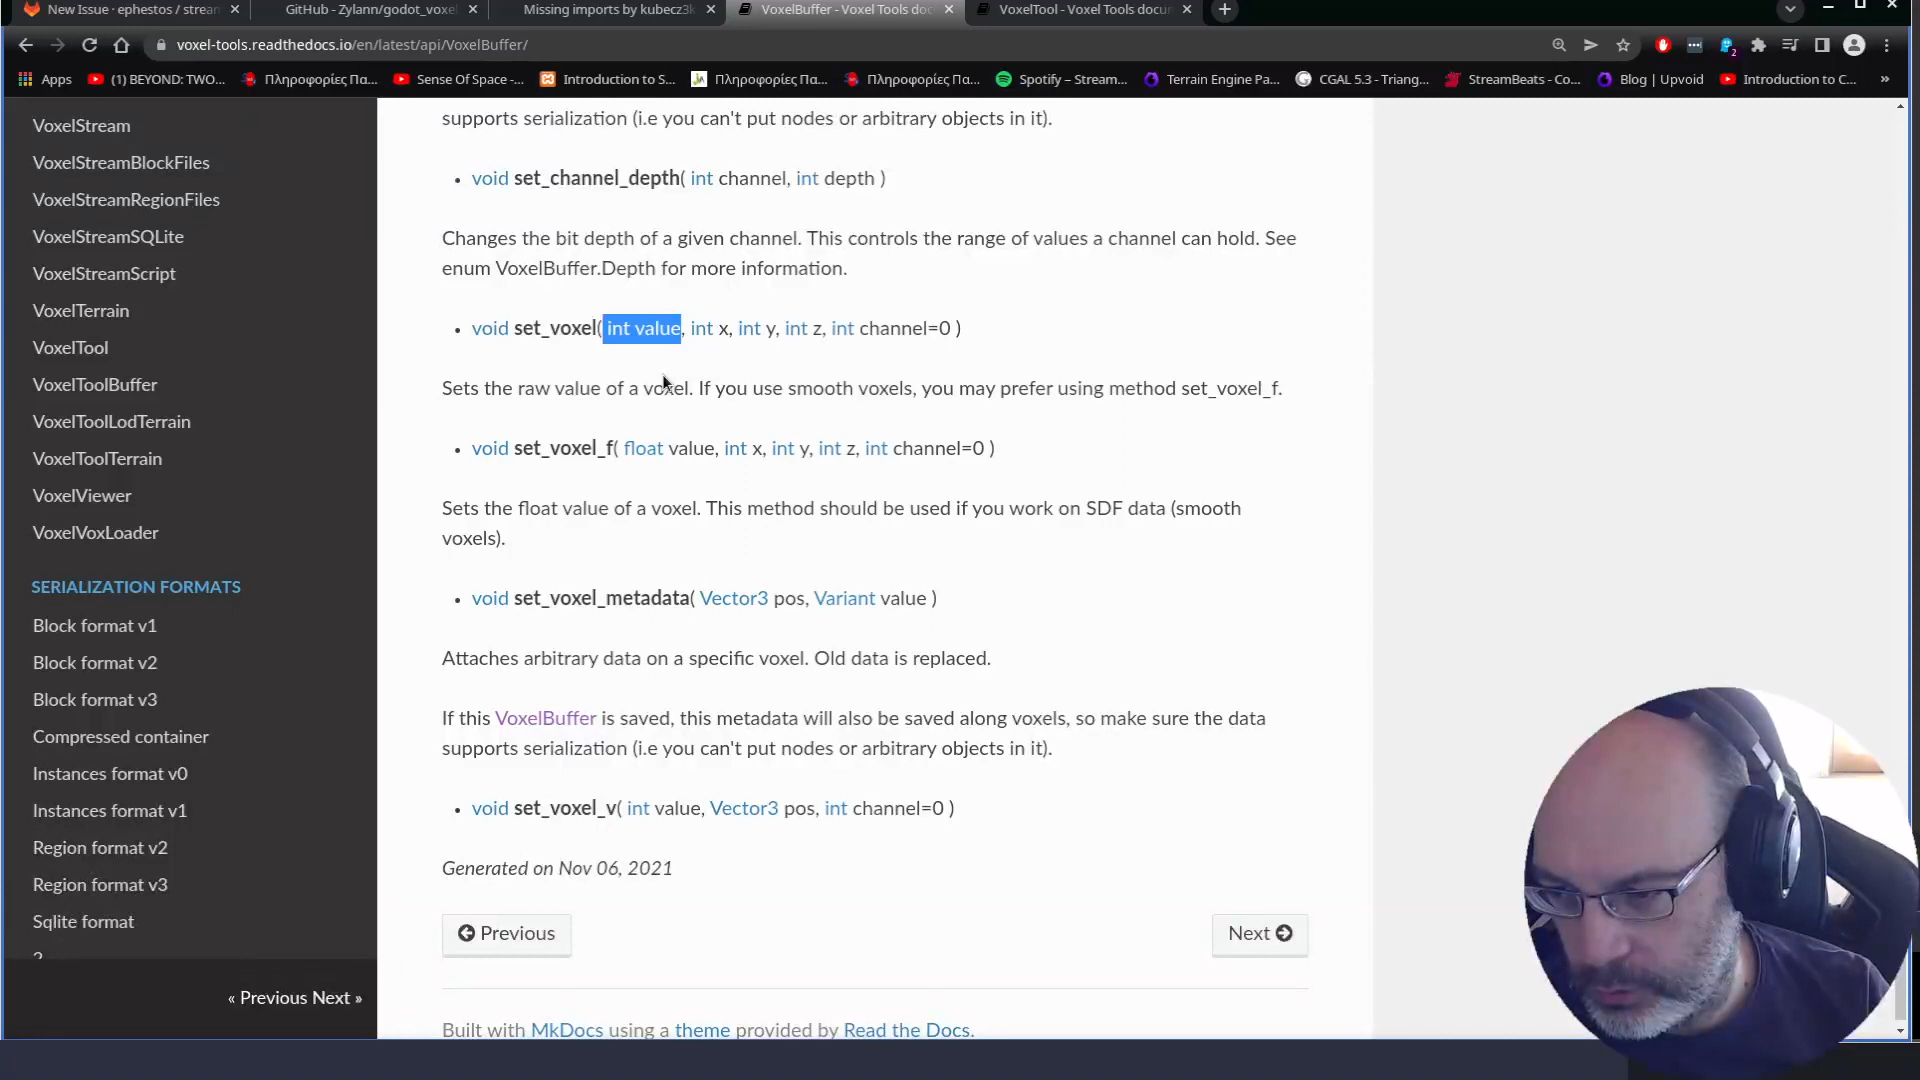 New Issue · ephestos / strean
GitHub - Zylann/godot_voxel
Missing imports by kubecz3k
VoxelBuffer - Voxel Tools doc
VoxelTool - Voxel Tools docur
voxel-tools.readthedocs.io/en/latest/api/VoxelBuffer/
2
Apps
(1) BEYOND: TWO...
Πληροφορίες Πα...
Sense Of Space -...
Introduction to S...
Πληροφορίες Πα...
Πληροφορίες Πα...
Spotify – Stream...
Terrain Engine Pa...
CGAL 5.3 - Triang...
StreamBeats - Co...
Blog | Upvoid
Introduction to C...
»
VoxelStream
VoxelStreamBlockFiles
VoxelStreamRegionFiles
VoxelStreamSQLite
VoxelStreamScript
VoxelTerrain
VoxelTool
VoxelToolBuffer
VoxelToolLodTerrain
VoxelToolTerrain
VoxelViewer
VoxelVoxLoader
SERIALIZATION FORMATS
Block format v1
Block format v2
Block format v3
Compressed container
Instances format v0
Instances format v1
Region format v2
Region format v3
Sqlite format
« Previous Next »
supports serialization (i.e you can't put nodes or arbitrary objects in it).
• void set_channel_depth( int channel, int depth )
Changes the bit depth of a given channel. This controls the range of values a channel can hold. See
enum VoxelBuffer.Depth for more information.
• void set_voxel( int value, int x, int y, int z, int channel=0 )
Sets the raw value of a voxel. If you use smooth voxels, you may prefer using method set_voxel_f.
• void set_voxel_f( float value, int x, int y, int z, int channel=0 )
Sets the float value of a voxel. This method should be used if you work on SDF data (smooth
voxels).
• void set_voxel_metadata( Vector3 pos, Variant value )
Attaches arbitrary data on a specific voxel. Old data is replaced.
If this VoxelBuffer is saved, this metadata will also be saved along voxels, so make sure the data
supports serialization (i.e you can't put nodes or arbitrary objects in it).
• void set_voxel_v( int value, Vector3 pos, int channel=0 )
Generated on Nov 06, 2021
Previous
Next
Built with MkDocs using a theme provided by Read the Docs.